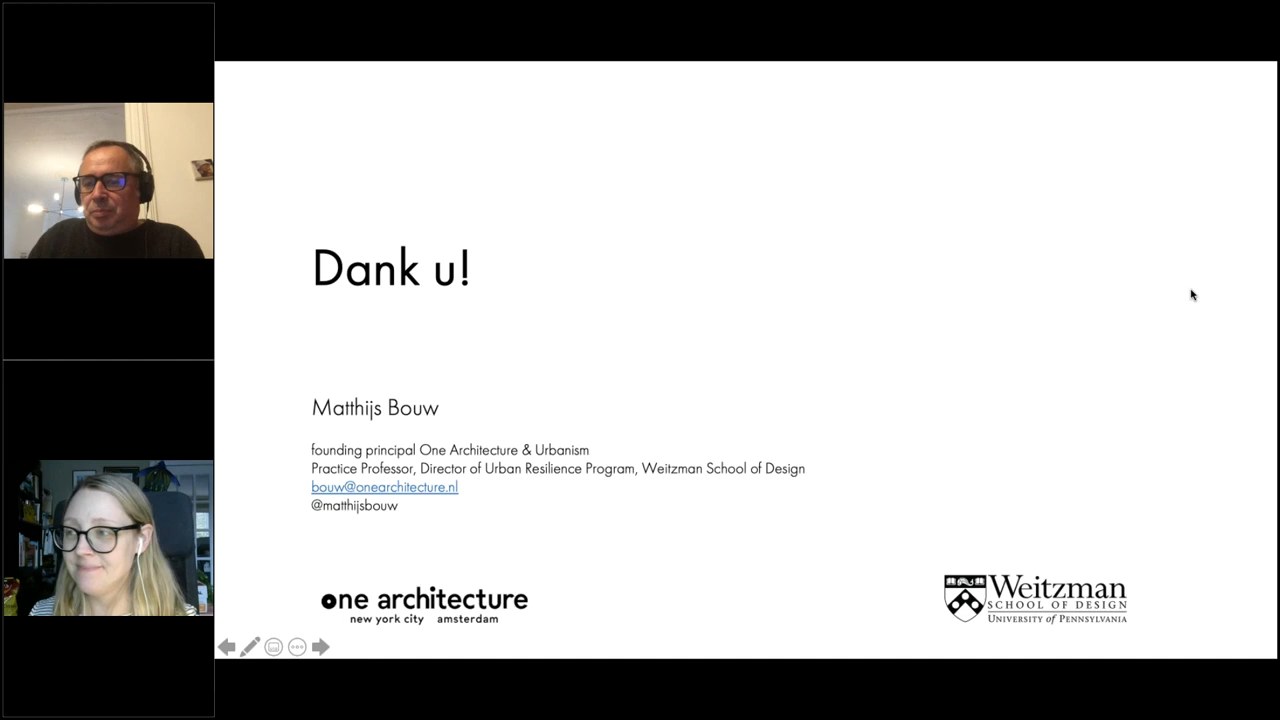 Dank u!
Matthijs Bouw
founding principal One Architecture & Urbanism
Practice Professor, Director of Urban Resilience Program, Weitzman School of Design
bouw@onearchitecture.nl
@matthijsbouw
one architecture
new york city amsterdam
Weitzman
SCHOOL OF DESIGN
UNIVERSITY of PENNSYLVANIA